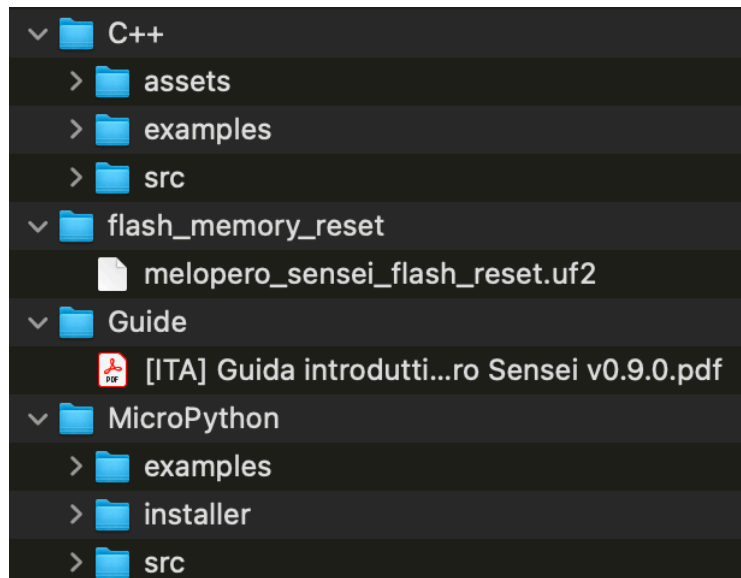 C++
assets
examples
src
flash_memory_reset
melopero_sensei_flash_reset.uf2
Guide
PDF
[ITA] Guida introdutti...ro Sensei v0.9.0.pdf
MicroPython
examples
installer
src